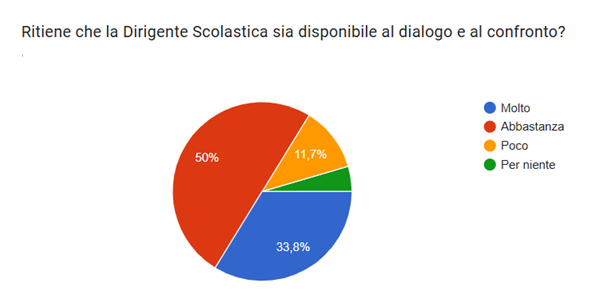 Ritiene che la Dirigente Scolastica sia disponibile al dialogo e al confronto?
.
Molto
Abbastanza
Poco
Per niente
50%
11,7%
33,8%